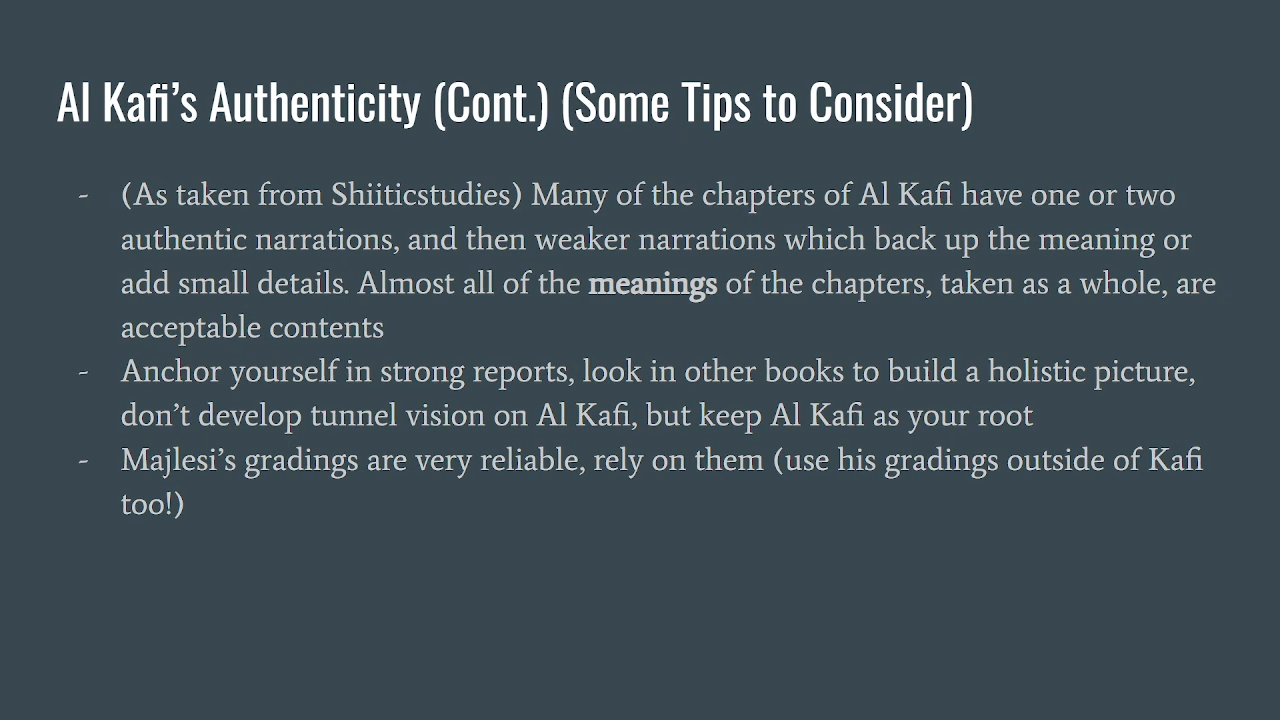 Al Kafi’s Authenticity (Cont.) (Some Tips to Consider)
- (As taken from Shiiticstudies) Many of the chapters of Al Kafi have one or two
authentic narrations, and then weaker narrations which back up the meaning or
add small details. Almost all of the meanings of the chapters, taken as a whole, are
acceptable contents
- Anchor yourself in strong reports, look in other books to build a holistic picture,
don’t develop tunnel vision on Al Kafi, but keep Al Kafi as your root
- Majlesi’s gradings are very reliable, rely on them (use his gradings outside of Kafi
too!)